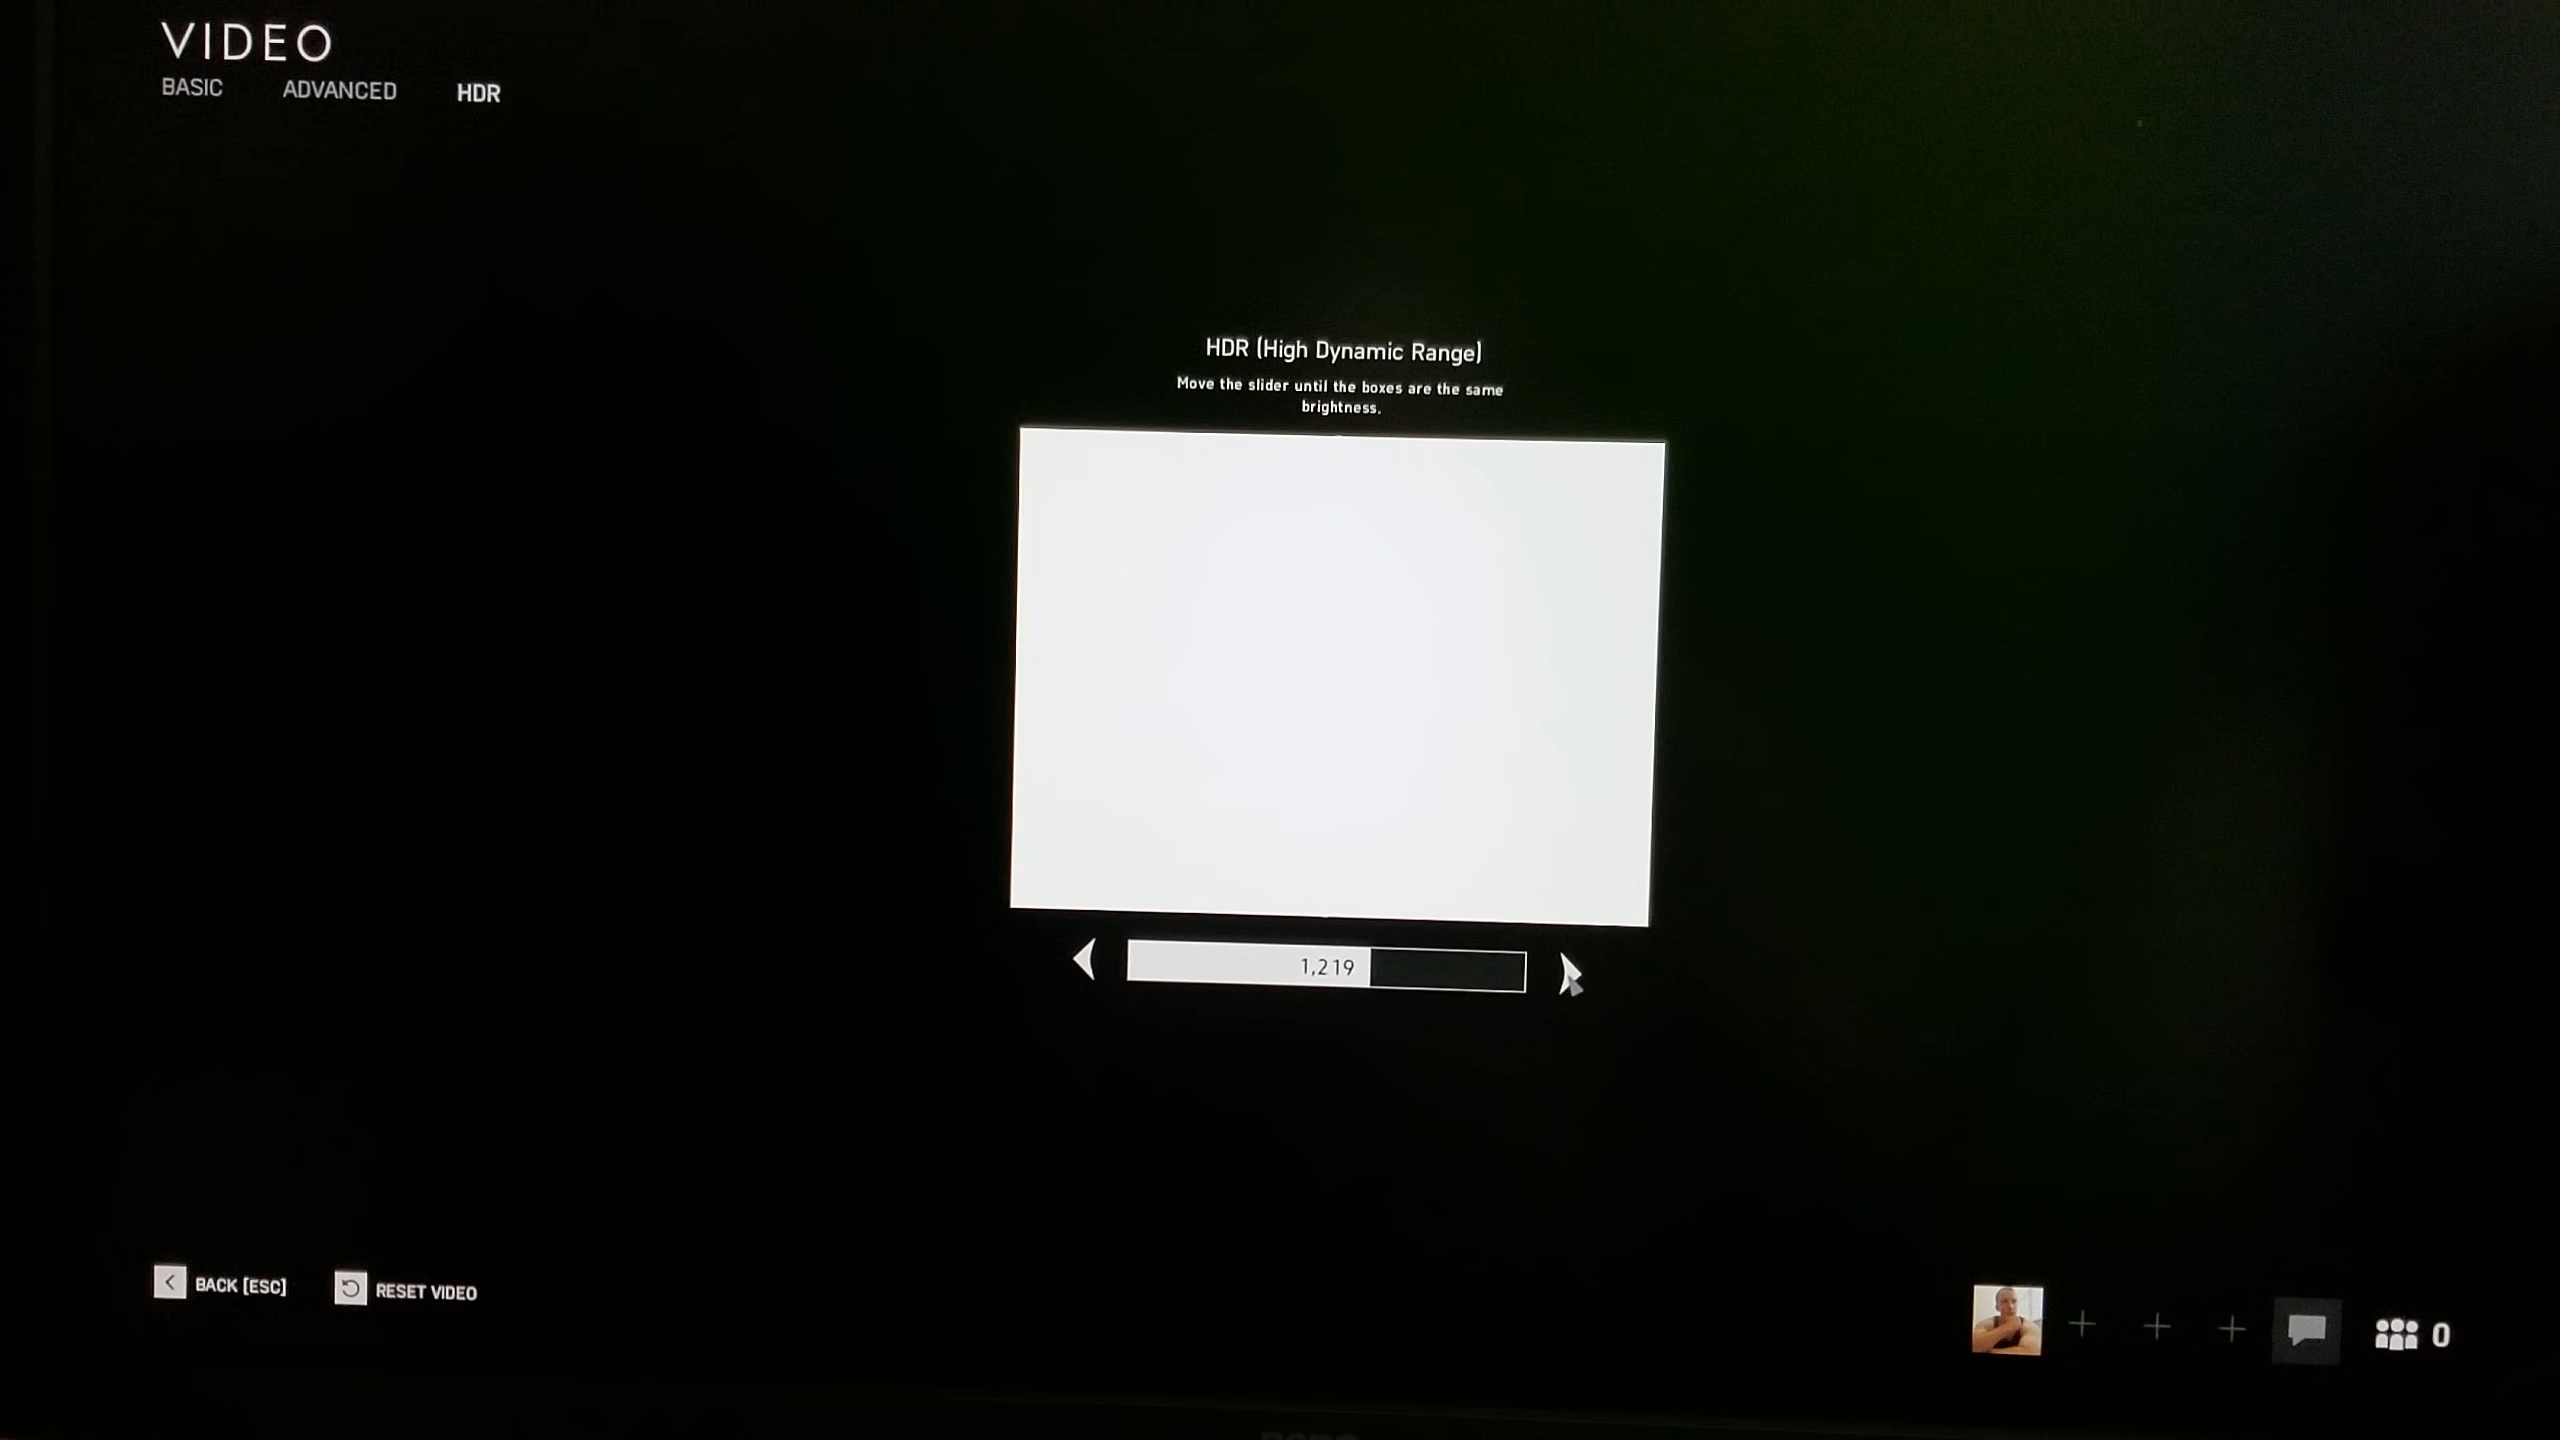 VIDEO
BASIC ADVANCED HDR
HDR (High Dynamic Range)
Move the slider until the boxes are the same
brightness.
1,219
BACK [ESC] RESET VIDEO
0